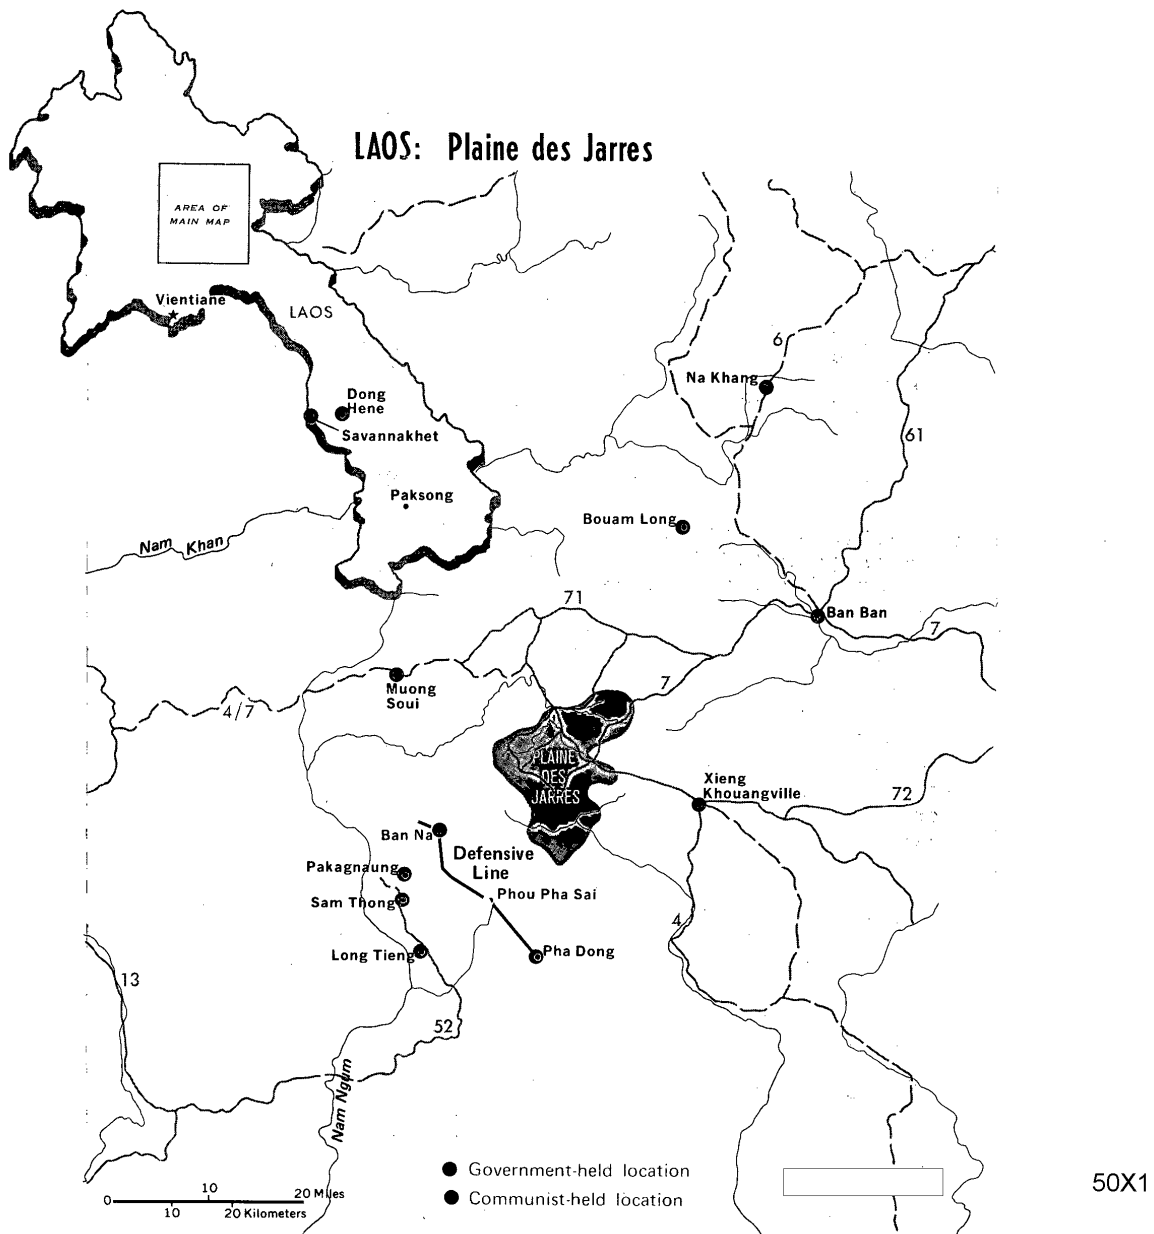 LAOS: Plaine des Jarres
AREA OF
MAIN MAP
Vientiane
LAOS
6
Na Khang
Dong
Hene
Savannakhet
61
Paksong
Bouam Long
Nam Khan
71
Ban Ban
7
7
Muong
Soui
4/7
PLAINE
DES
JARRES
Xieng
Khouangville
72
Ban Na
Defensive
Line
Pakagnaung
Phou Pha Sai
Sam Thong
4
Long Tieng
Pha Dong
13
52
Nam Ngum
Government-held location
Communist-held location
50X1
0 10 20 Miles
10 20 Kilometers